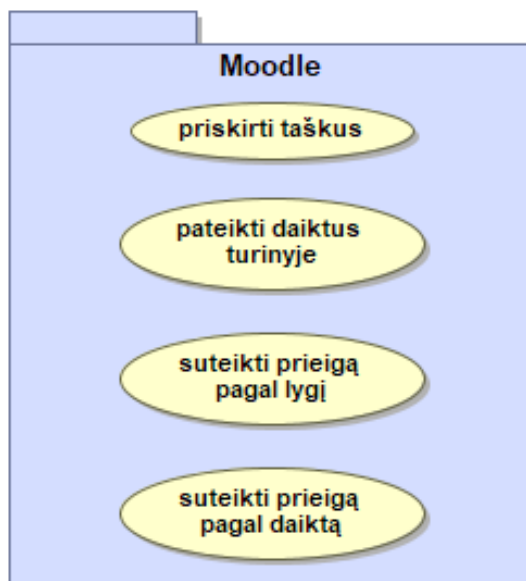 Moodle
priskirti taškus
pateikti daiktus
turinyje
suteikti prieigą
pagal lygį
suteikti prieigą
pagal daiktą